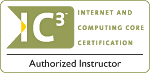 IC³
INTERNET AND
COMPUTING CORE
CERTIFICATION
Authorized Instructor